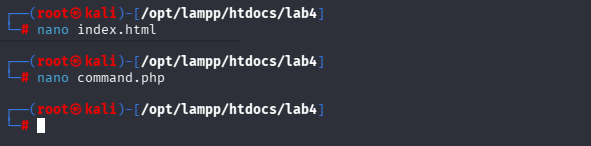 ┌──(root㉿kali)-[/opt/lampp/htdocs/lab4]
└─# nano index.html
┌──(root㉿kali)-[/opt/lampp/htdocs/lab4]
└─# nano command.php
┌──(root㉿kali)-[/opt/lampp/htdocs/lab4]
└─#